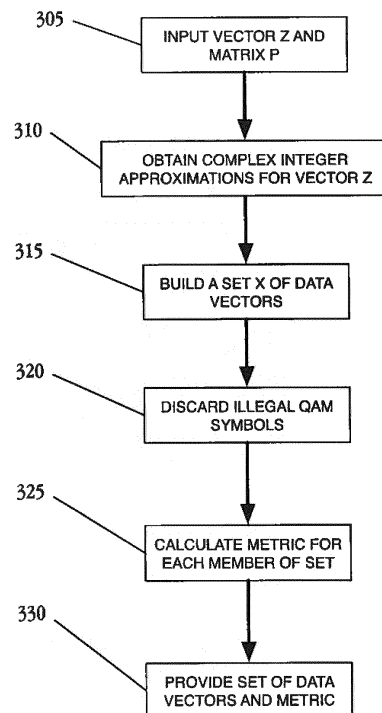 305
INPUT VECTOR Z AND
MATRIX P
310
OBTAIN COMPLEX INTEGER
APPROXIMATIONS FOR VECTOR Z
315
BUILD A SET X OF DATA
VECTORS
320
DISCARD ILLEGAL QAM
SYMBOLS
325
CALCULATE METRIC FOR
EACH MEMBER OF SET
330
PROVIDE SET OF DATA
VECTORS AND METRIC